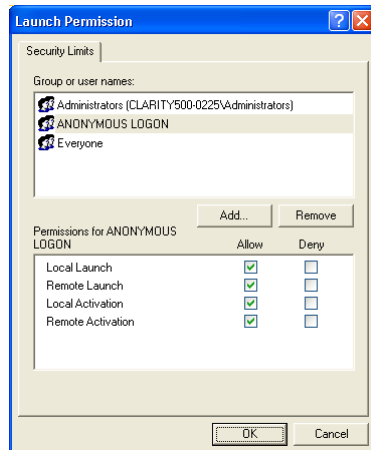 Launch Permission
Security Limits
Group or user names:
Administrators (CLARITY500-0225\Administrators)
ANONYMOUS LOGON
Everyone
Add... Remove
Permissions for ANONYMOUS
LOGON Allow Deny
Local Launch
Remote Launch
Local Activation
Remote Activation
OK Cancel